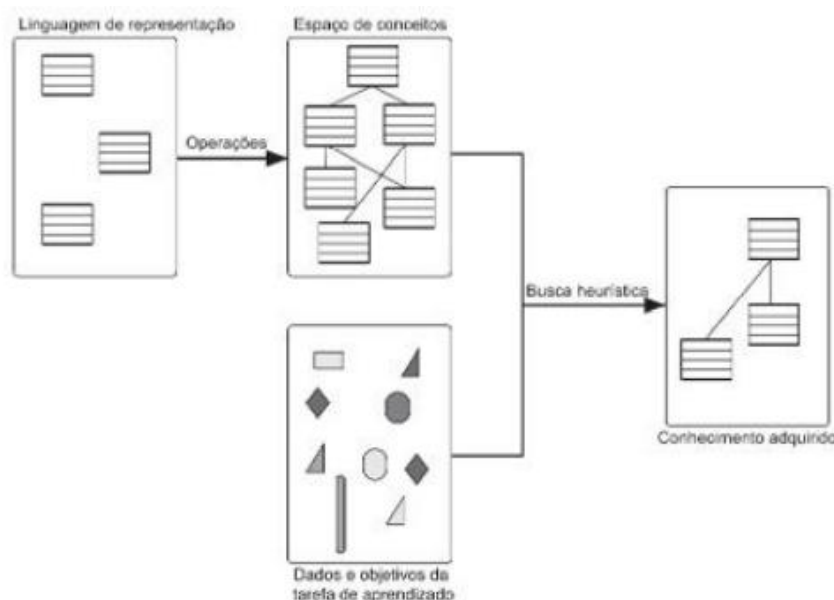 Linguagem de representação
Espaço de conceitos
Operações
Busca heurística
Conhecimento adquirido
Dados e objetivos da
tarefa de aprendizado